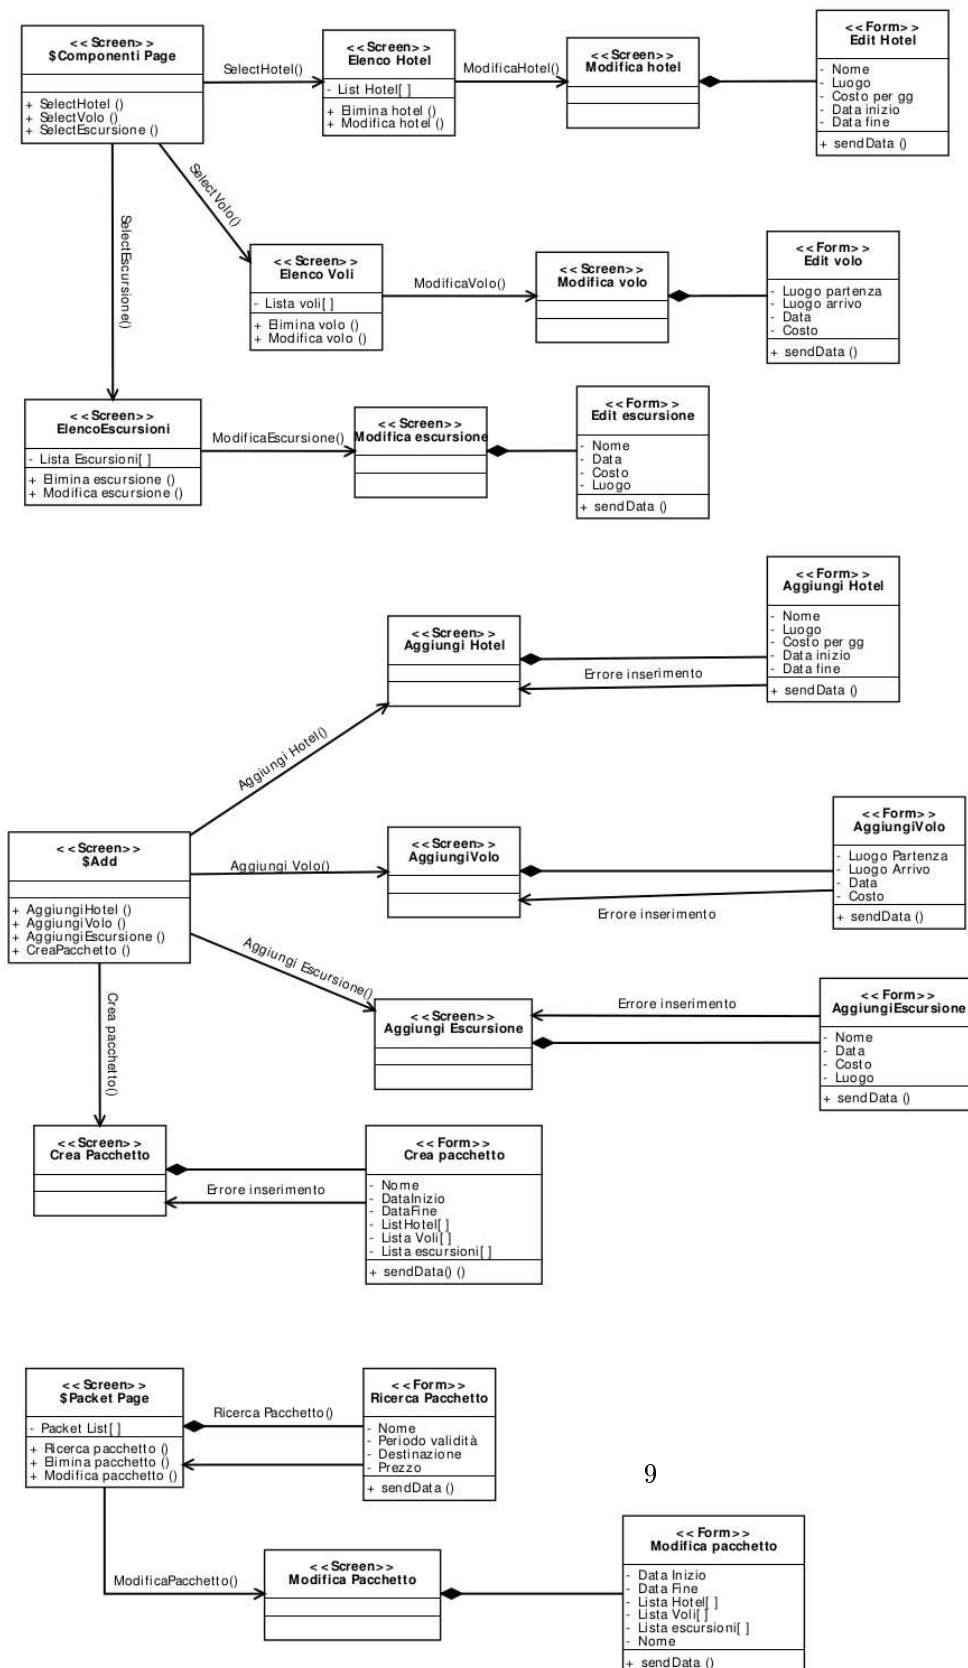 <<Screen>>
$Componenti Page
+ SelectHotel ()
+ SelectVolo ()
+ SelectEscursione ()
SelectHotel()
<<Screen>>
Elenco Hotel
- List Hotel[ ]
+ Elimina hotel ()
+ Modifica hotel ()
ModificaHotel()
<<Screen>>
Modifica hotel
<<Form>>
Edit Hotel
- Nome
- Luogo
- Costo per gg
- Data inizio
- Data fine
+ sendData ()
SelectVolo()
SelectEscursione()
<<Screen>>
Elenco Voli
- Lista voli[ ]
+ Elimina volo ()
+ Modifica volo ()
ModificaVolo()
<<Screen>>
Modifica volo
<<Form>>
Edit volo
- Luogo partenza
- Luogo arrivo
- Data
- Costo
+ sendData ()
<<Screen>>
ElencoEscursioni
- Lista Escursioni[ ]
+ Elimina escursione ()
+ Modifica escursione ()
ModificaEscursione()
<<Screen>>
Modifica escursione
<<Form>>
Edit escursione
- Nome
- Data
- Costo
- Luogo
+ sendData ()
<<Screen>>
Aggiungi Hotel
<<Form>>
Aggiungi Hotel
- Nome
- Luogo
- Costo per gg
- Data inizio
- Data fine
+ sendData ()
Errore inserimento
Aggiungi Hotel()
<<Screen>>
$Add
+ AggiungiHotel ()
+ AggiungiVolo ()
+ AggiungiEscursione ()
+ CreaPacchetto ()
Aggiungi Volo()
<<Screen>>
AggiungiVolo
<<Form>>
AggiungiVolo
- Luogo Partenza
- Luogo Arrivo
- Data
- Costo
+ sendData ()
Errore inserimento
Aggiungi Escursione()
<<Screen>>
Aggiungi Escursione
Errore inserimento
<<Form>>
AggiungiEscursione
- Nome
- Data
- Costo
- Luogo
+ sendData ()
Crea pacchetto()
<<Screen>>
Crea Pacchetto
Errore inserimento
<<Form>>
Crea pacchetto
- Nome
- DataInizio
- DataFine
- ListHotel[ ]
- Lista Voli[ ]
- Lista escursioni[ ]
+ sendData() ()
<<Screen>>
$Packet Page
- Packet List[ ]
+ Ricerca pacchetto ()
+ Elimina pacchetto ()
+ Modifica pacchetto ()
Ricerca Pacchetto()
<<Form>>
Ricerca Pacchetto
- Nome
- Periodo validità
- Destinazione
- Prezzo
+ sendData ()
9
ModificaPacchetto()
<<Screen>>
Modifica Pacchetto
<<Form>>
Modifica pacchetto
- Data Inizio
- Data Fine
- Lista Hotel[ ]
- Lista Voli[ ]
- Lista escursioni[ ]
- Nome
+ sendData ()